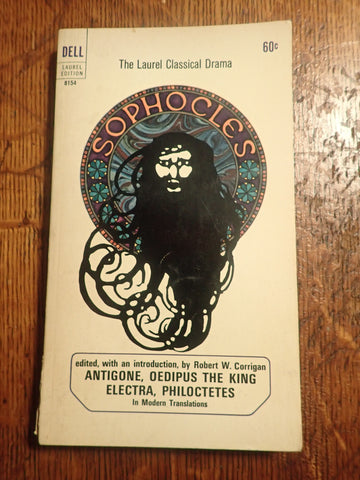 DELL
LAUREL
EDITION
8154
60¢
The Laurel Classical Drama
SOPHOCLES
edited, with an introduction, by Robert W. Corrigan
ANTIGONE, OEDIPUS THE KING
ELECTRA, PHILOCTETES
In Modern Translations